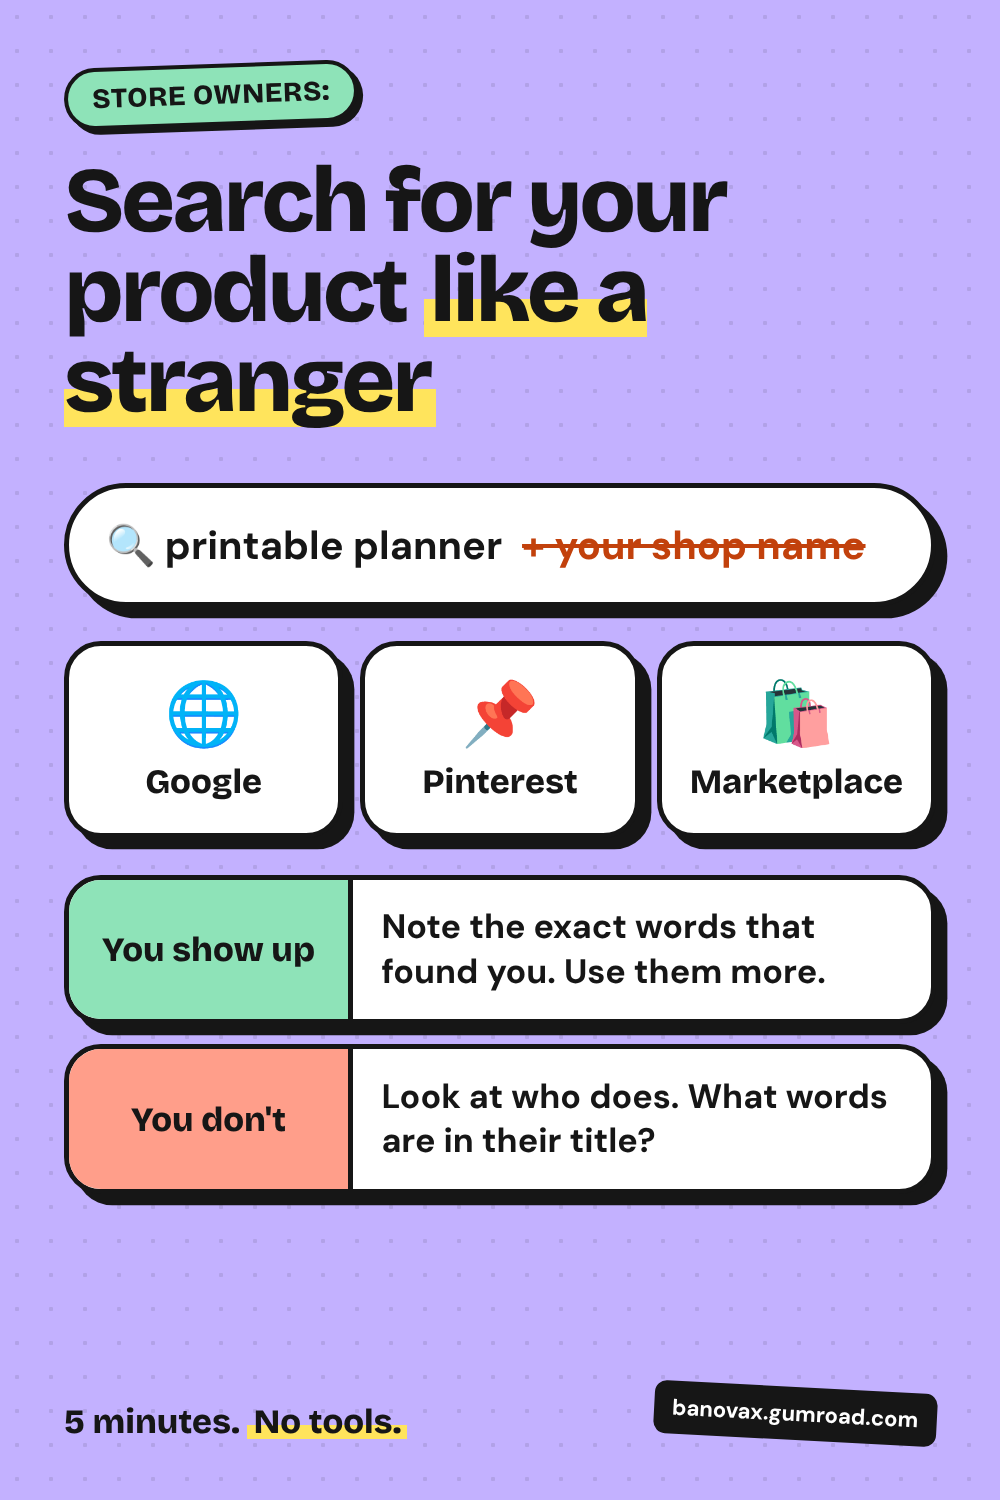 STORE OWNERS:
Search for your
product like a
stranger
printable planner + your shop name
Google
Pinterest
Marketplace
You show up
Note the exact words that
found you. Use them more.
You don't
Look at who does. What words
are in their title?
5 minutes. No tools.
banovax.gumroad.com